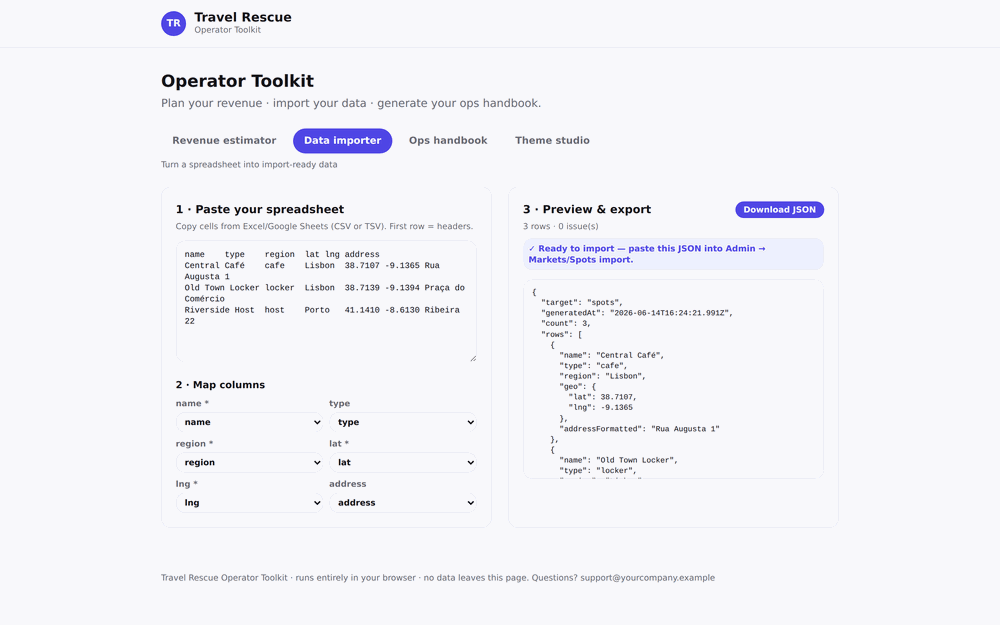 TR
Travel Rescue
Operator Toolkit
Operator Toolkit
Plan your revenue · import your data · generate your ops handbook.
Revenue estimator
Data importer
Ops handbook
Theme studio
Turn a spreadsheet into import-ready data
1 · Paste your spreadsheet
Copy cells from Excel/Google Sheets (CSV or TSV). First row = headers.
name type region lat lng address
Central Café cafe Lisbon 38.7107 -9.1365 Rua
Augusta 1
Old Town Locker locker Lisbon 38.7139 -9.1394 Praça do
Comércio
Riverside Host host Porto 41.1410 -8.6130 Ribeira
22
2 · Map columns
name *
type
name
type
region *
lat *
region
lat
lng *
address
lng
address
3 · Preview & export
Download JSON
3 rows · 0 issue(s)
✓ Ready to import — paste this JSON into Admin →
Markets/Spots import.
{
"target": "spots",
"generatedAt": "2026-06-14T16:24:21.991Z",
"count": 3,
"rows": [
{
"name": "Central Café",
"type": "cafe",
"region": "Lisbon",
"geo": {
"lat": 38.7107,
"lng": -9.1365
},
"addressFormatted": "Rua Augusta 1"
},
{
"name": "Old Town Locker",
"type": "locker",
Travel Rescue Operator Toolkit · runs entirely in your browser · no data leaves this page. Questions? support@yourcompany.example